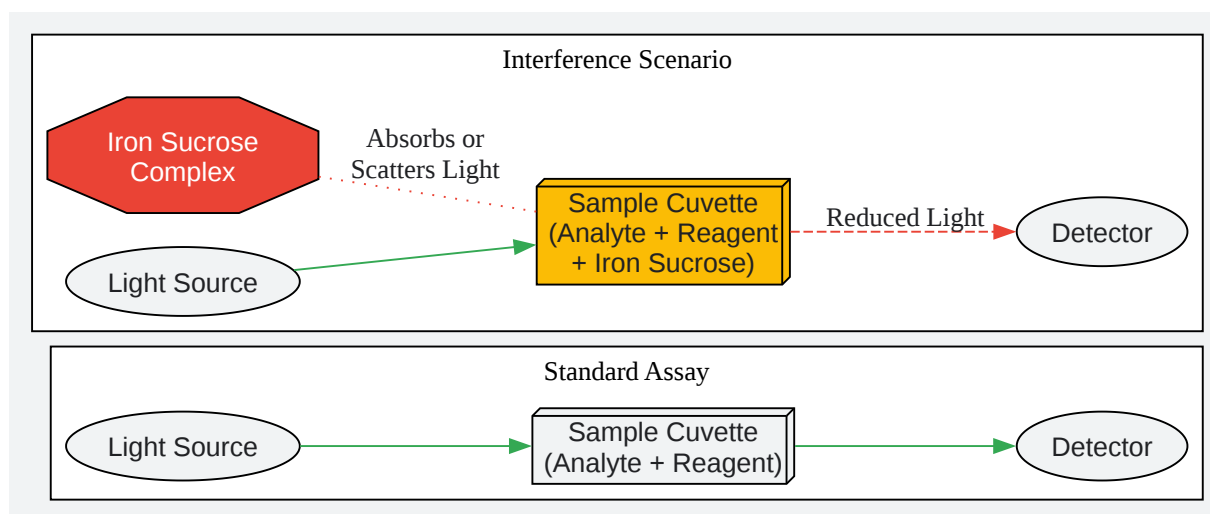 Interference Scenario
Iron Sucrose
Complex
Absorbs or
Scatters Light
Light Source
Sample Cuvette
(Analyte + Reagent
+ Iron Sucrose)
Reduced Light
Detector
Standard Assay
Light Source
Sample Cuvette
(Analyte + Reagent)
Detector